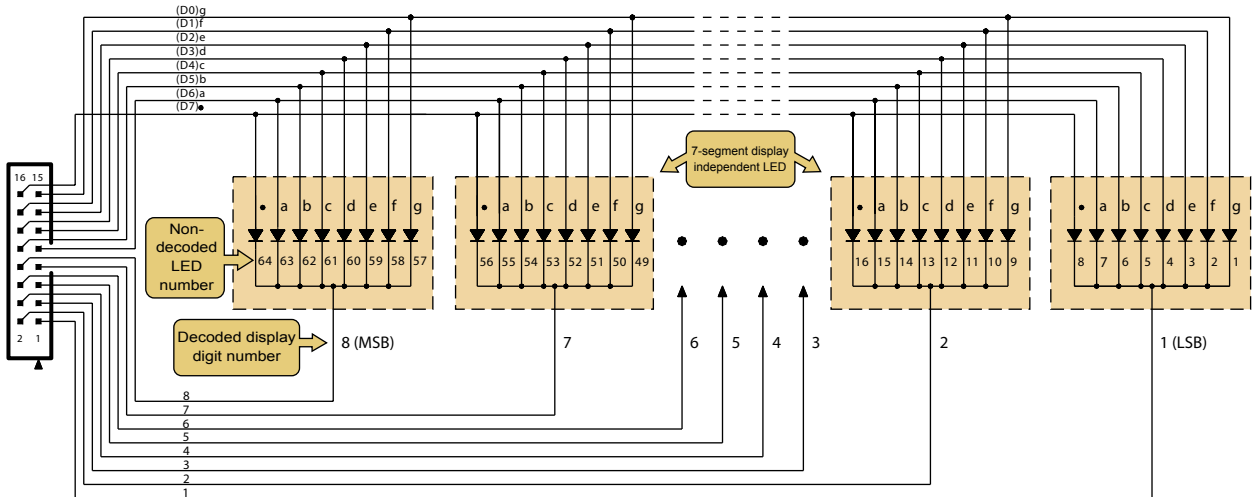 (D0)g
(D1)f
(D2)e
(D3)d
(D4)c
(D5)b
(D6)a
(D7)•
16 15
2 1
7-segment display
independent LED
• a b c d e f g
• a b c d e f g
• a b c d e f g
• a b c d e f g
Non-
decoded
LED
number
64 63 62 61 60 59 58 57
56 55 54 53 52 51 50 49
16 15 14 13 12 11 10 9
8 7 6 5 4 3 2 1
Decoded display
digit number
8 (MSB)
7
6
5
4
3
2
1 (LSB)
8
7
6
5
4
3
2
1